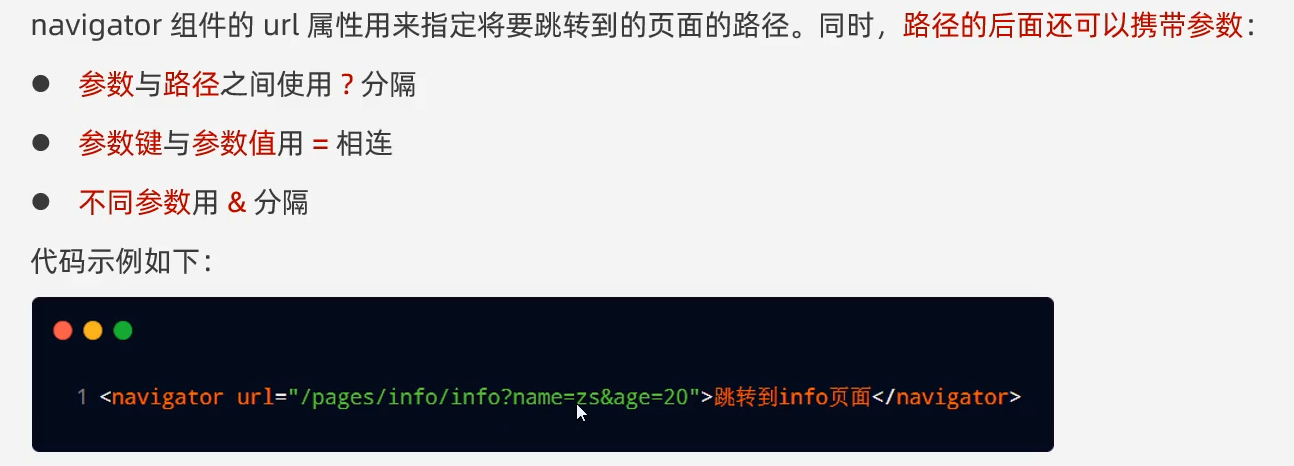 navigator 组件的 url 属性用来指定将要跳转到的页面的路径。同时，路径的后面还可以携带参数：
● 参数与路径之间使用 ? 分隔
● 参数键与参数值用 = 相连
● 不同参数用 & 分隔
代码示例如下：
1 <navigator url="/pages/info/info?name=zs&age=20">跳转到info页面</navigator>